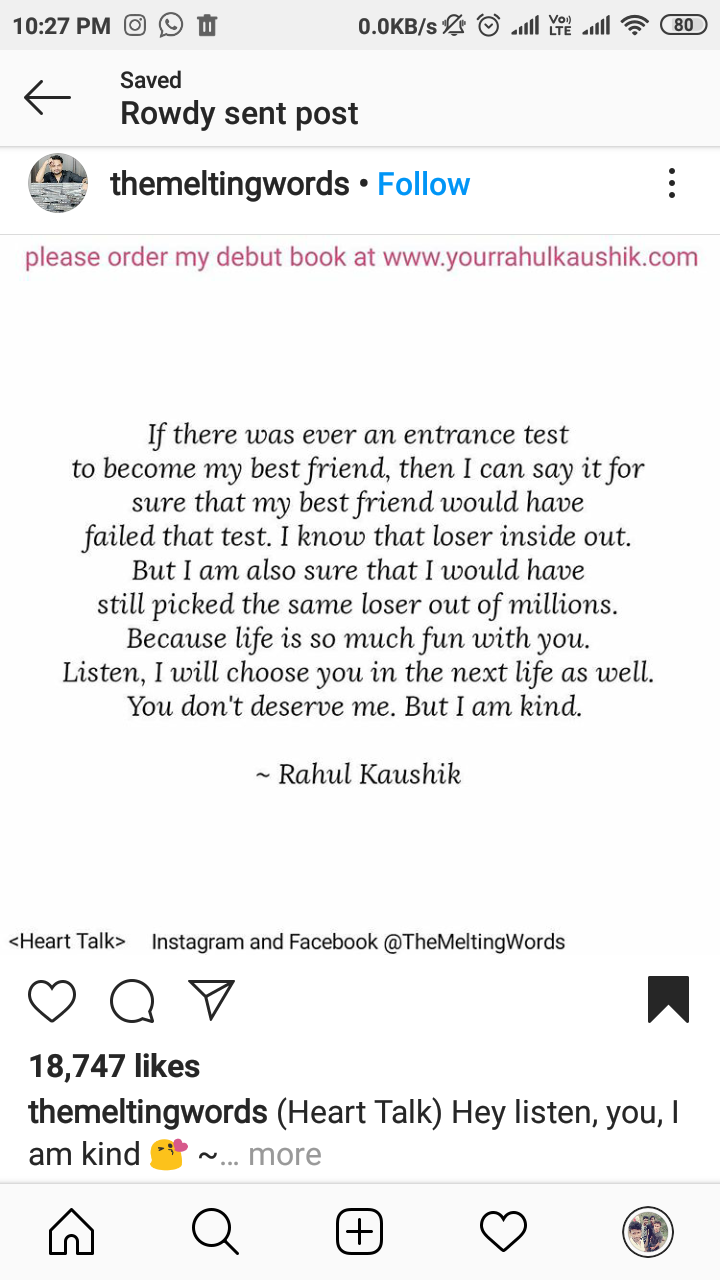 10:27 PM 0.0KB/s Vo)) LTE 80
Saved
Rowdy sent post
themeltingwords • Follow
please order my debut book at www.yourrahulkaushik.com
If there was ever an entrance test
to become my best friend, then I can say it for
sure that my best friend would have
failed that test. I know that loser inside out.
But I am also sure that I would have
still picked the same loser out of millions.
Because life is so much fun with you.
Listen, I will choose you in the next life as well.
You don't deserve me. But I am kind.
~ Rahul Kaushik
<Heart Talk> Instagram and Facebook @TheMeltingWords
18,747 likes
themeltingwords (Heart Talk) Hey listen, you, I
am kind 😘 ~... more